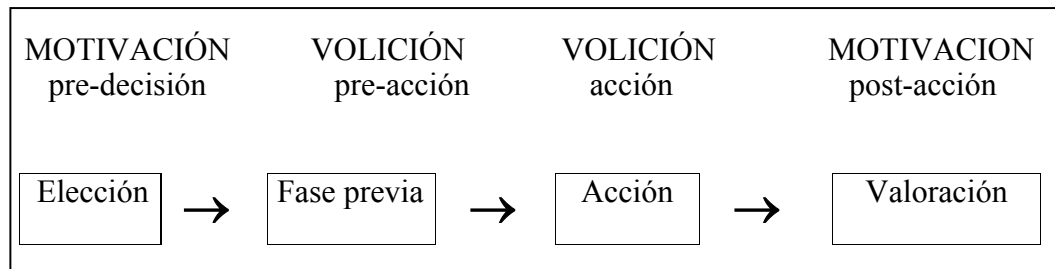 MOTIVACIÓN VOLICIÓN VOLICIÓN MOTIVACION
pre-decisión pre-acción acción post-acción
Elección → Fase previa → Acción → Valoración